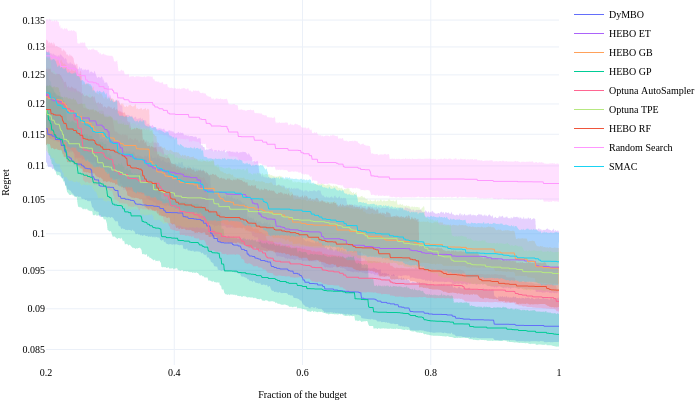 0.135
0.13
0.125
0.12
0.115
0.11
0.105
0.1
0.095
0.09
0.085
Regret
0.2
0.4
0.6
0.8
1
Fraction of the budget
DyMBO
HEBO ET
HEBO GB
HEBO GP
Optuna AutoSampler
Optuna TPE
HEBO RF
Random Search
SMAC